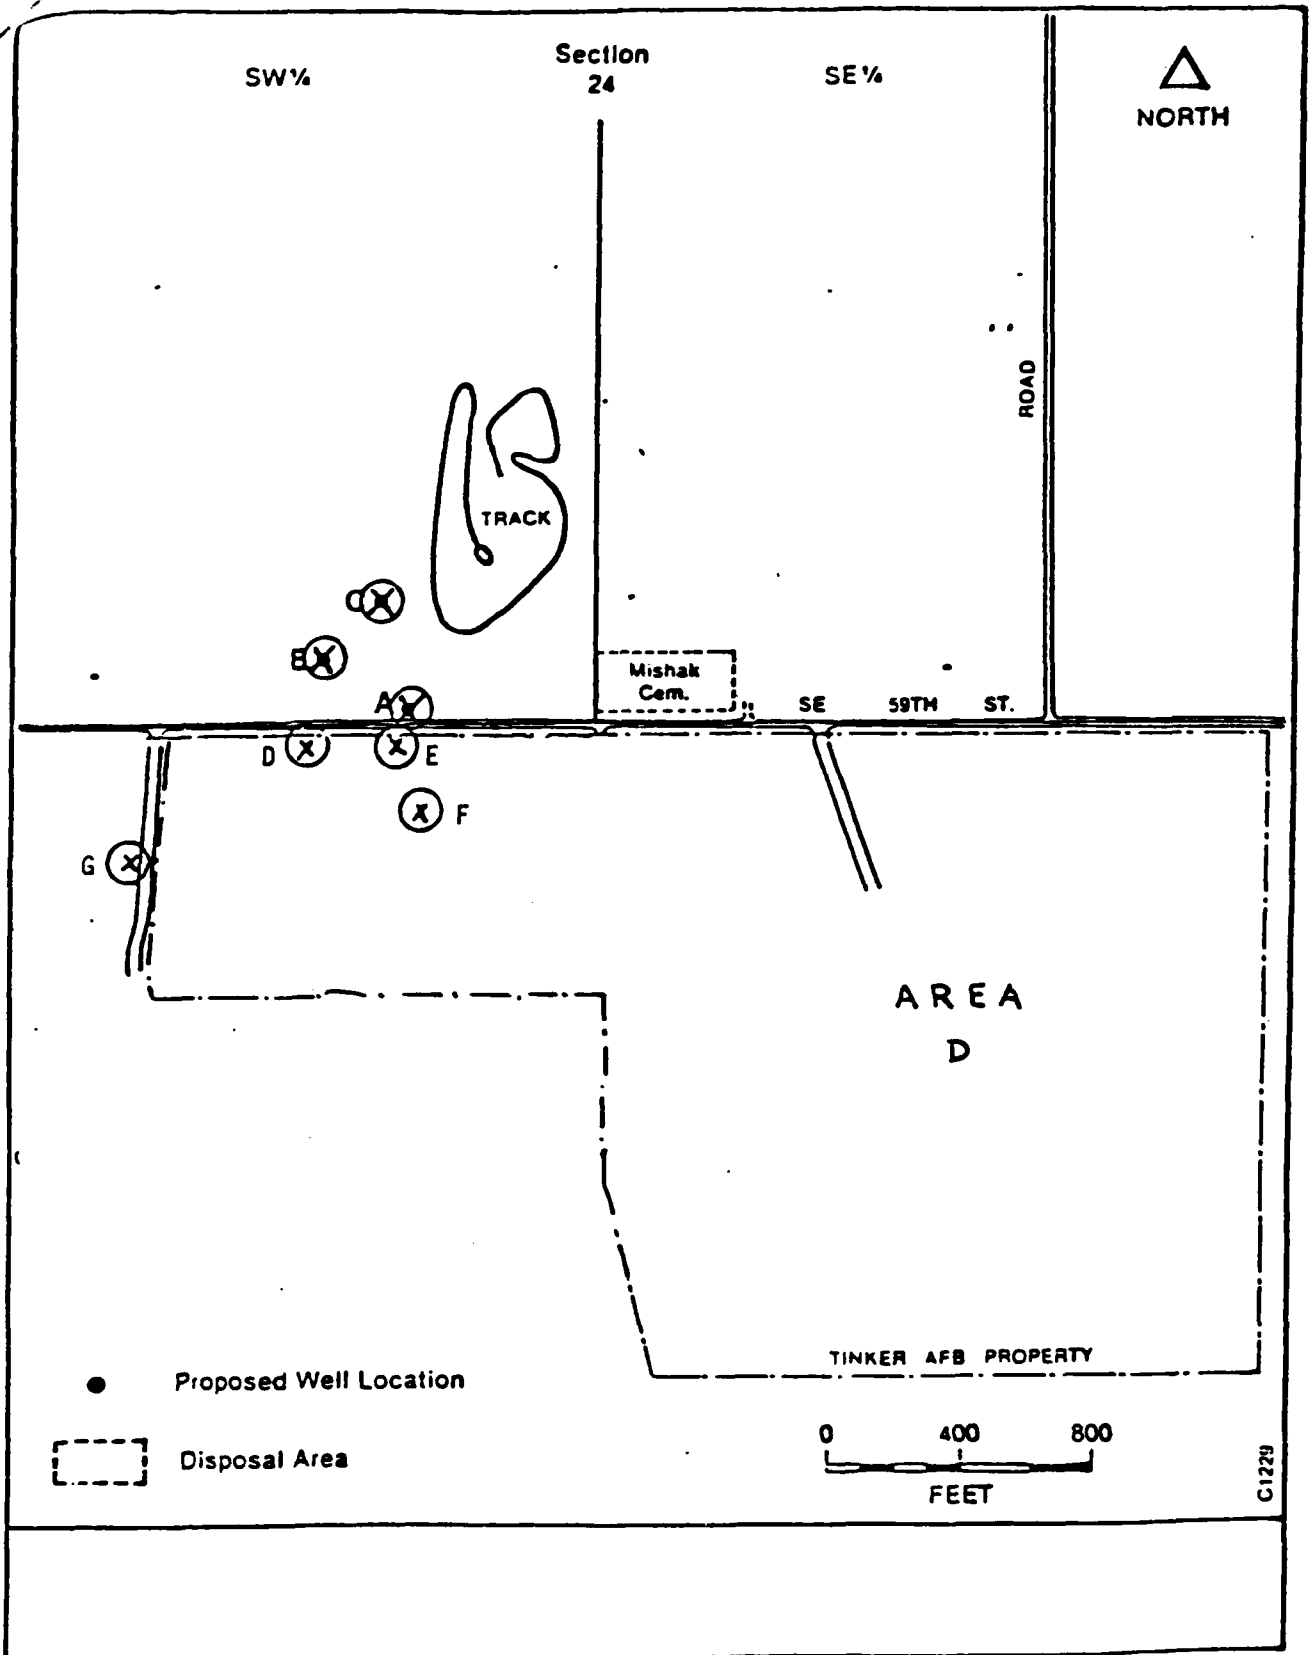 SW¼
Section
24
SE¼
NORTH
ROAD
TRACK
C
B
A
Mishak
Cem.
SE 59TH ST.
D
E
F
G
AREA
D
TINKER AFB PROPERTY
Proposed Well Location
Disposal Area
0 400 800
FEET
C1229